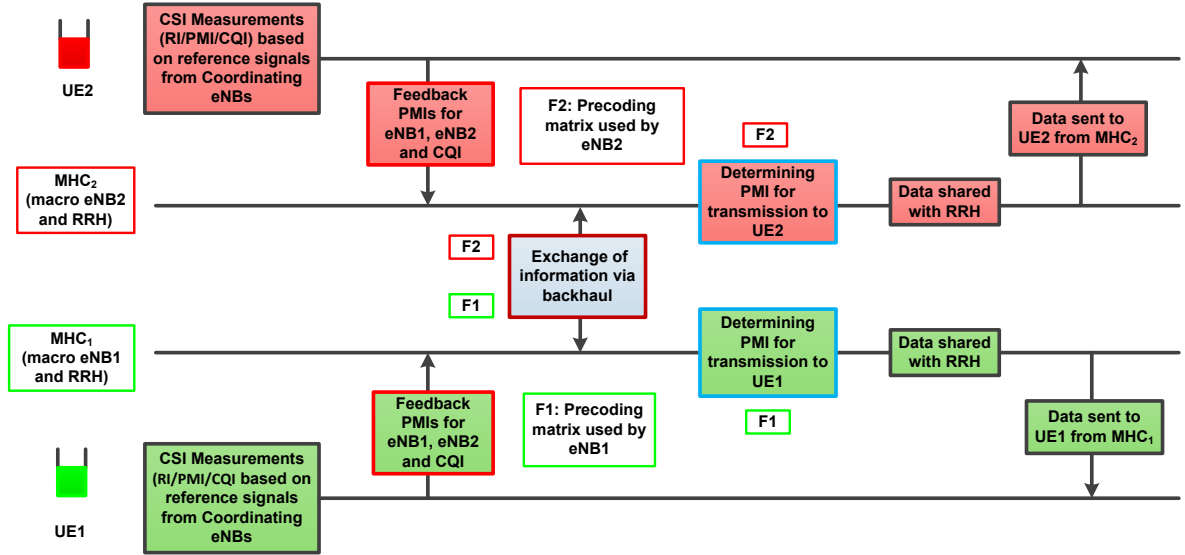 CSI Measurements
(RI/PMI/CQI) based
on reference signals
from Coordinating
eNBs
UE2
Feedback
PMIs for
eNB1, eNB2
and CQI
F2: Precoding
matrix used by
eNB2
F2
Data sent to
UE2 from MHC₂
MHC₂
(macro eNB2
and RRH)
Determining
PMI for
transmission to
UE2
Data shared
with RRH
F2
Exchange of
information via
backhaul
F1
MHC₁
(macro eNB1
and RRH)
Determining
PMI for
transmission to
UE1
Data shared
with RRH
Feedback
PMIs for
eNB1, eNB2
and CQI
F1: Precoding
matrix used by
eNB1
F1
Data sent to
UE1 from MHC₁
CSI Measurements
(RI/PMI/CQI based on
reference signals
from Coordinating
eNBs
UE1